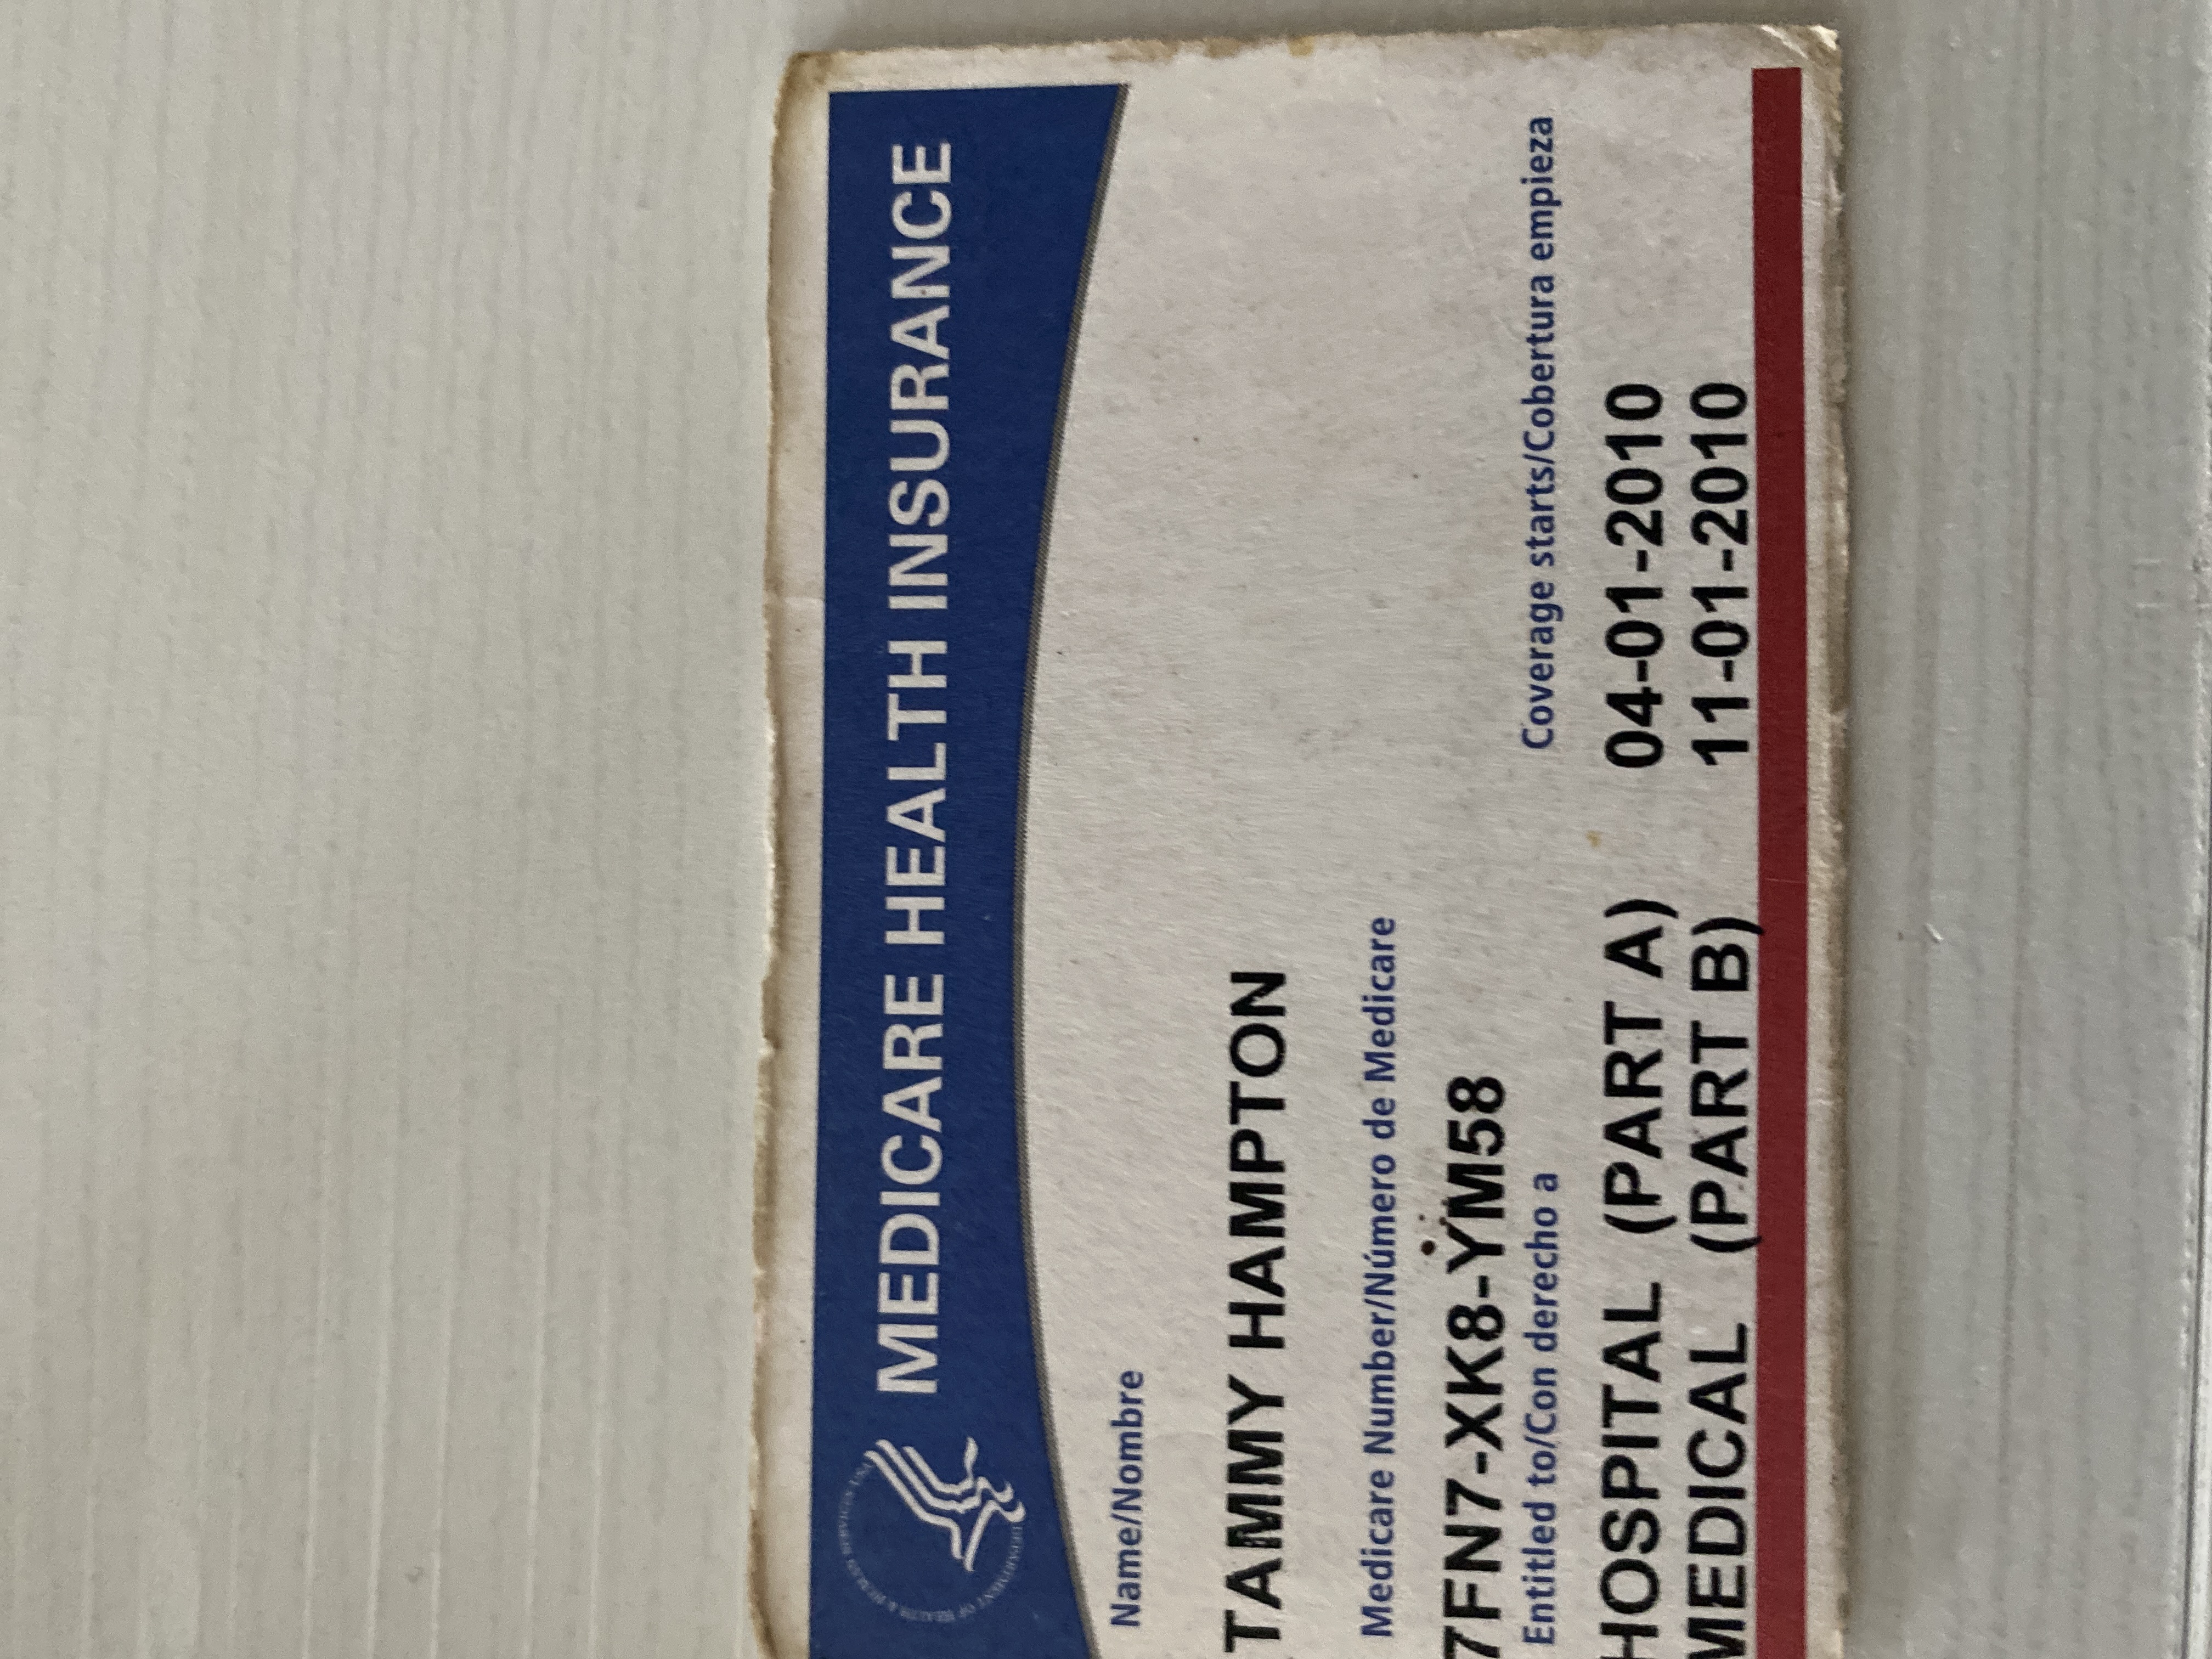 MEDICARE HEALTH INSURANCE
Name/Nombre
TAMMY HAMPTON
Medicare Number/Número de Medicare
7FN7-XK8-YM58
Entitled to/Con derecho a
Coverage starts/Cobertura empieza
HOSPITAL (PART A) 04-01-2010
MEDICAL (PART B) 11-01-2010